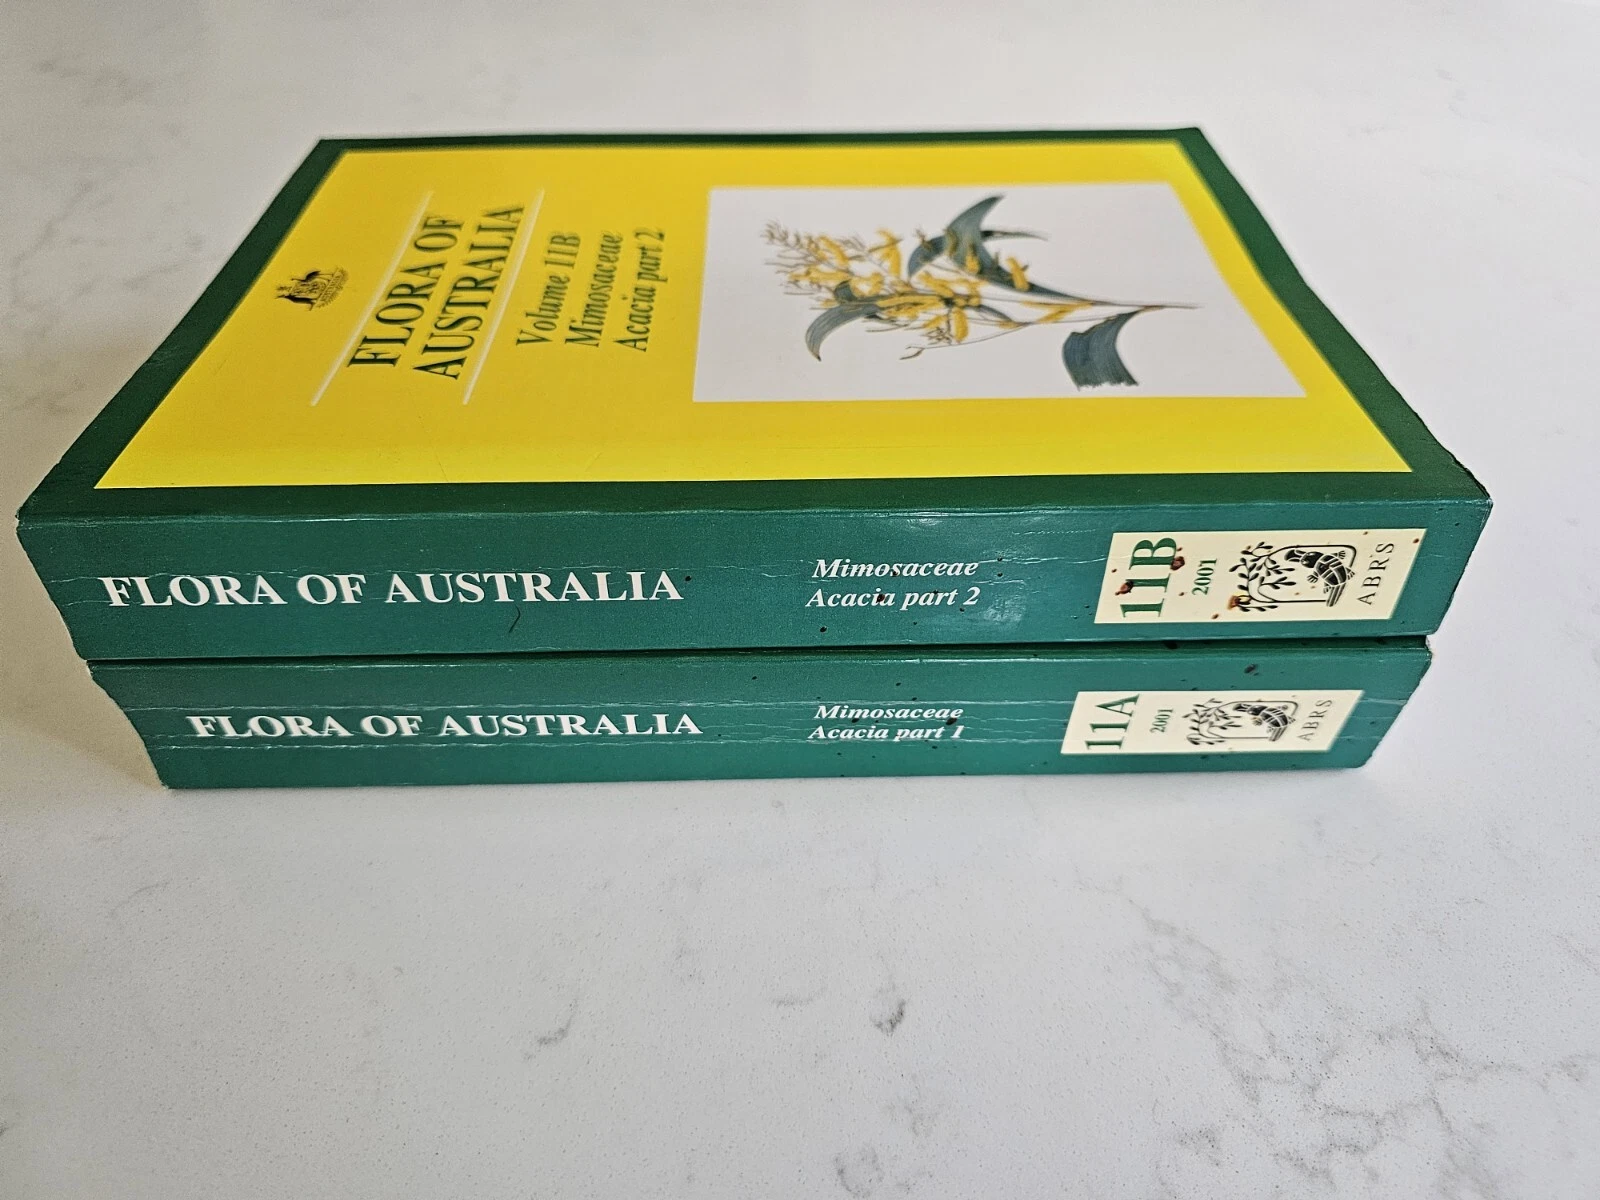 FLORA OF
AUSTRALIA
Volume 11B
Mimosaceae
Acacia part 2
FLORA OF AUSTRALIA
Mimosaceae
Acacia part 2
11B
2001
ABRS
FLORA OF AUSTRALIA
Mimosaceae
Acacia part 1
11A
2001
ABRS